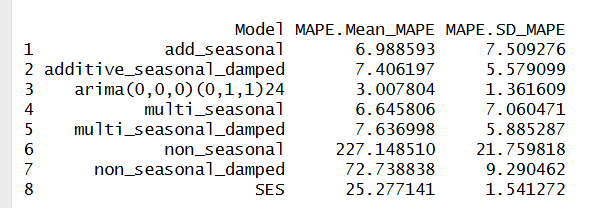 Model MAPE.Mean_MAPE MAPE.SD_MAPE
1 add_seasonal 6.988593 7.509276
2 additive_seasonal_damped 7.406197 5.579099
3 arima(0,0,0)(0,1,1)24 3.007804 1.361609
4 multi_seasonal 6.645806 7.060471
5 multi_seasonal_damped 7.636998 5.885287
6 non_seasonal 227.148510 21.759818
7 non_seasonal_damped 72.738838 9.290462
8 SES 25.277141 1.541272